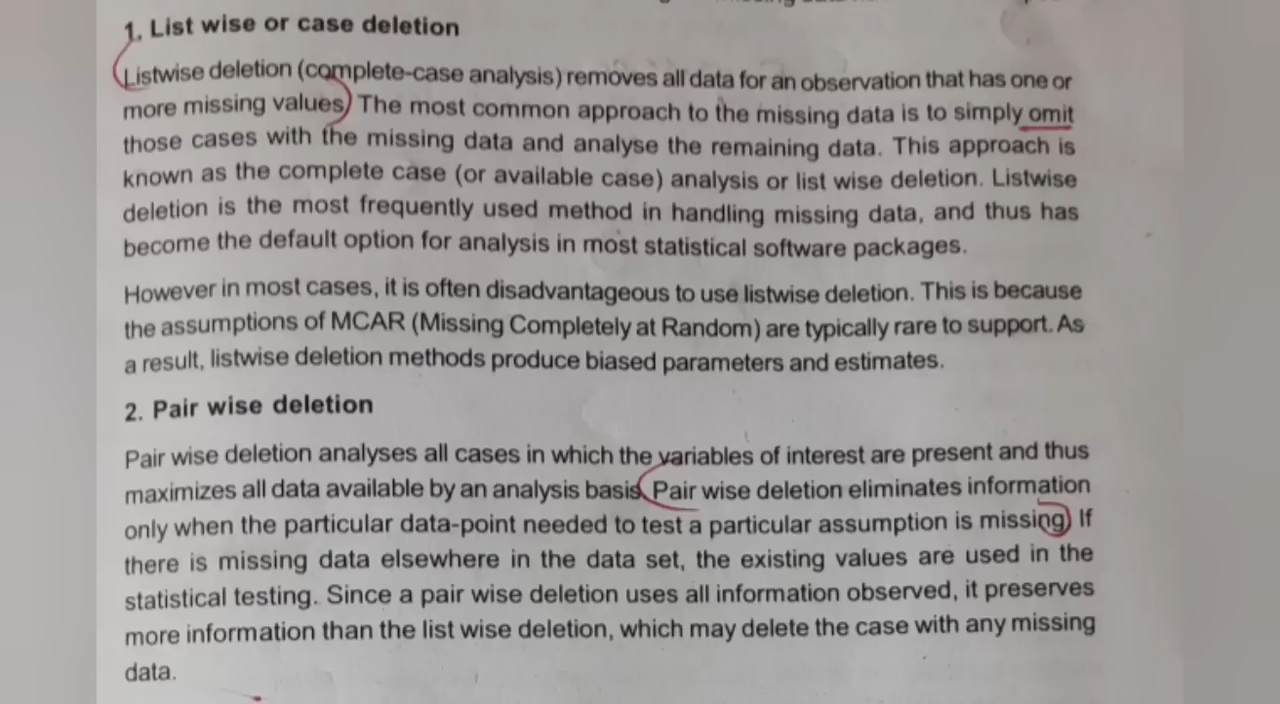 1. List wise or case deletion
Listwise deletion (complete-case analysis) removes all data for an observation that has one or
more missing values) The most common approach to the missing data is to simply omit
those cases with the missing data and analyse the remaining data. This approach is
known as the complete case (or available case) analysis or list wise deletion. Listwise
deletion is the most frequently used method in handling missing data, and thus has
become the default option for analysis in most statistical software packages.
However in most cases, it is often disadvantageous to use listwise deletion. This is because
the assumptions of MCAR (Missing Completely at Random) are typically rare to support. As
a result, listwise deletion methods produce biased parameters and estimates.
2. Pair wise deletion
Pair wise deletion analyses all cases in which the variables of interest are present and thus
maximizes all data available by an analysis basis. Pair wise deletion eliminates information
only when the particular data-point needed to test a particular assumption is missing. If
there is missing data elsewhere in the data set, the existing values are used in the
statistical testing. Since a pair wise deletion uses all information observed, it preserves
more information than the list wise deletion, which may delete the case with any missing
data.